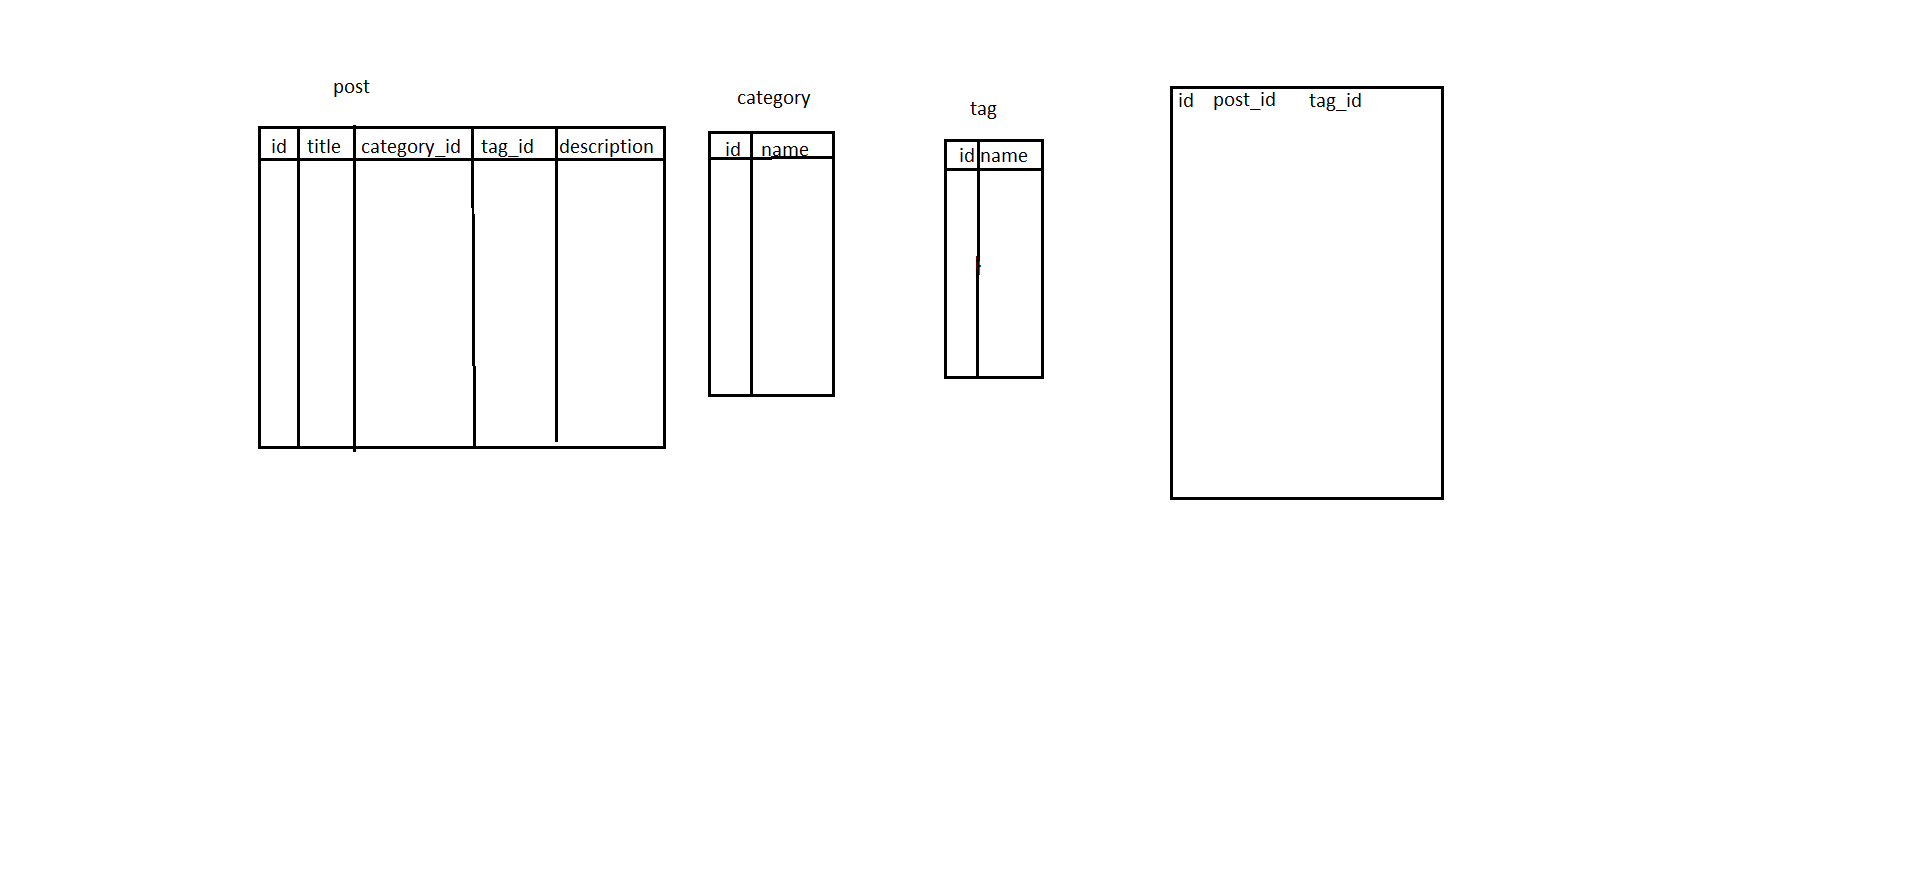 post
id title category_id tag_id description
category
id name
tag
id name
id post_id tag_id